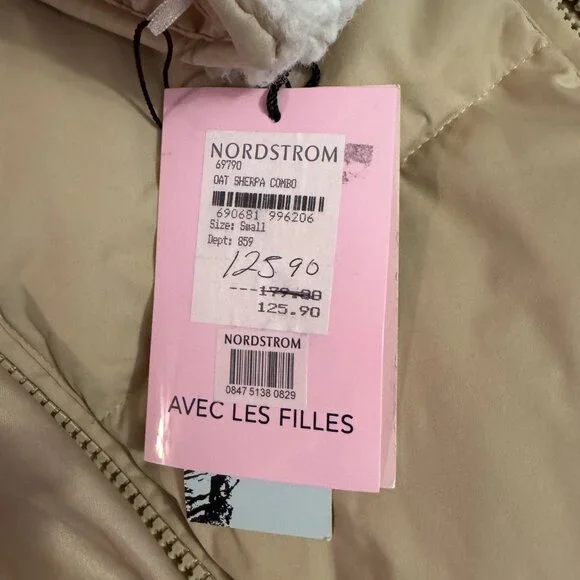 NORDSTROM
69790
OAT SHERPA COMBO
690681 996206
Size: Small
Dept: 859
125 90
---179.00
125.90
NORDSTROM
0847 5138 0829
AVEC LES FILLES